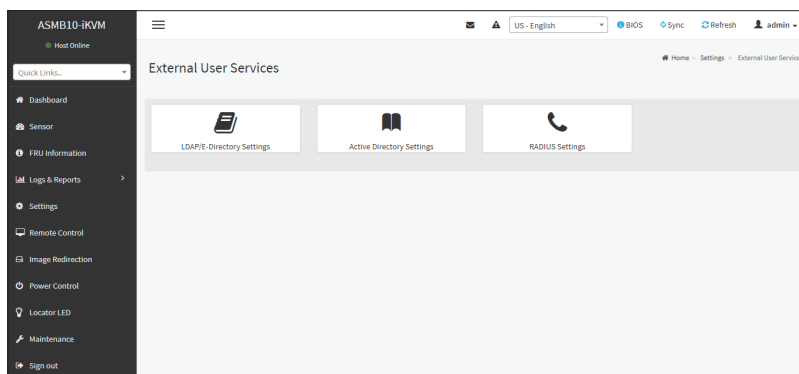 ASMB10-iKVM
Host Online
Quick Links..
Dashboard
Sensor
FRU Information
Logs & Reports
Settings
Remote Control
Image Redirection
Power Control
Locator LED
Maintenance
Sign out
US - English
BIOS
Sync
Refresh
admin
External User Services
Home > Settings > External User Service
LDAP/E-Directory Settings
Active Directory Settings
RADIUS Settings